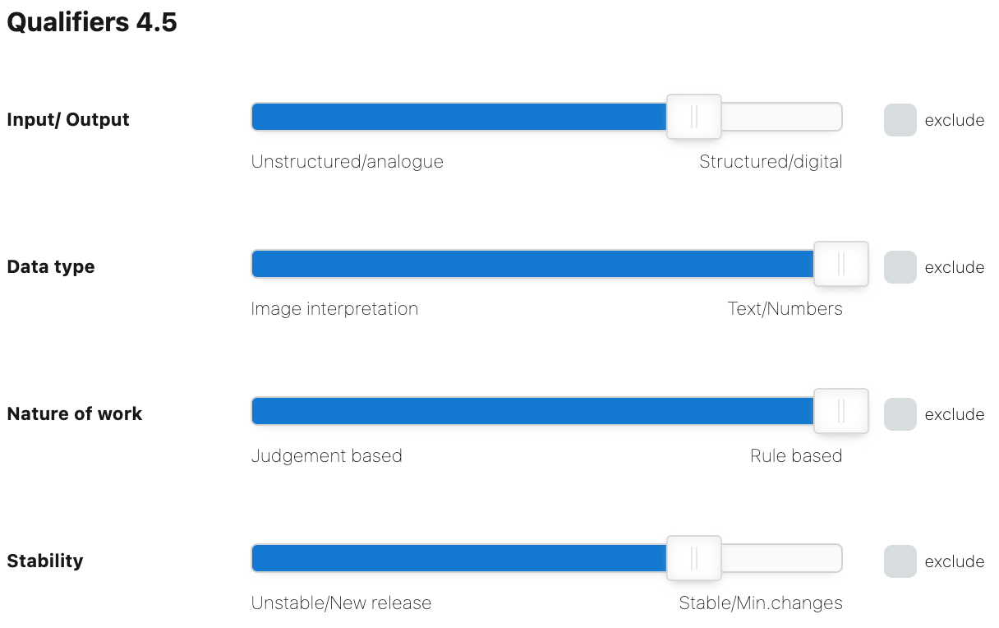 Qualifiers 4.5
Input/ Output
exclude
Unstructured/analogue
Structured/digital
Data type
exclude
Image interpretation
Text/Numbers
Nature of work
exclude
Judgement based
Rule based
Stability
exclude
Unstable/New release
Stable/Min.changes